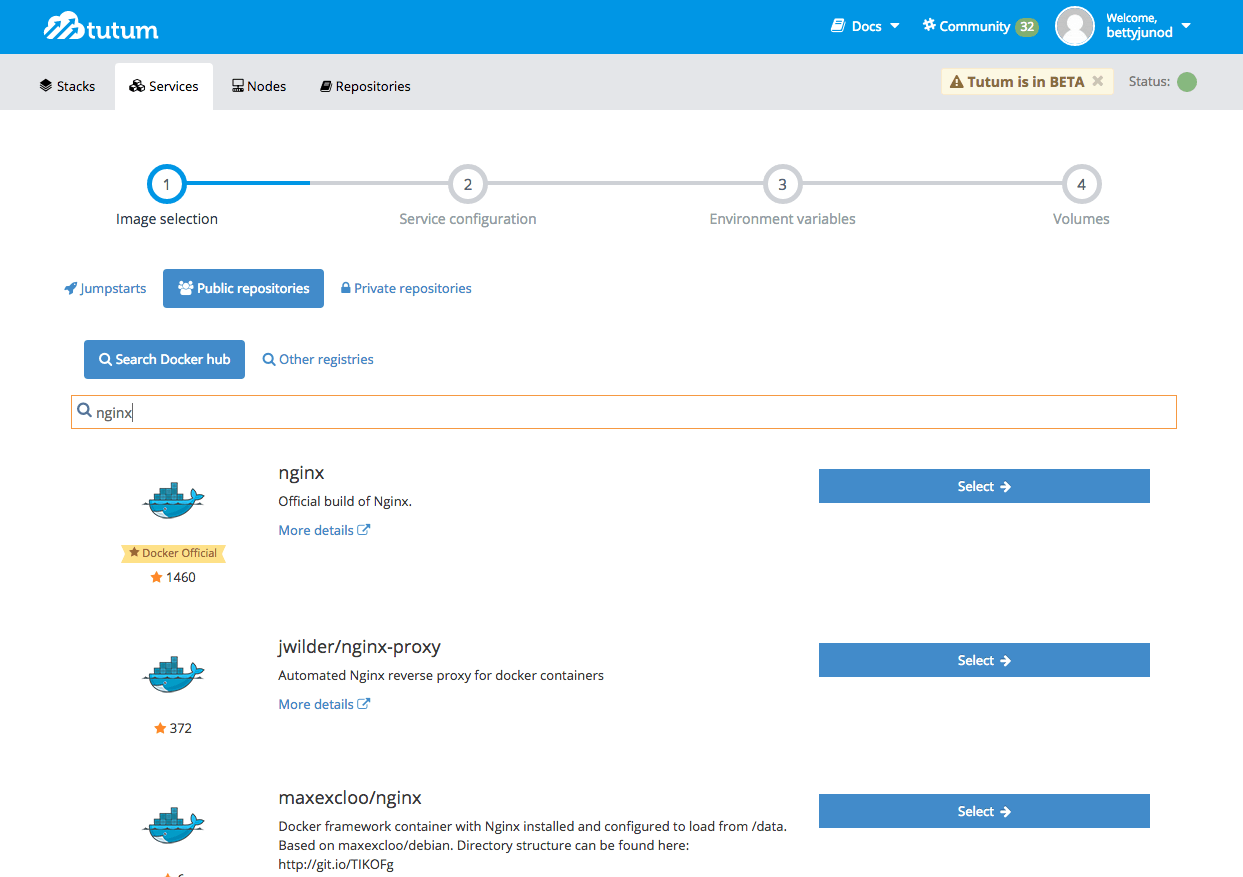 tutum
Docs
Community 32
Welcome,
bettyjunod
Stacks
Services
Nodes
Repositories
Tutum is in BETA
Status:
1
2
3
4
Image selection
Service configuration
Environment variables
Volumes
Jumpstarts
Public repositories
Private repositories
Search Docker hub
Other registries
nginx
nginx
Official build of Nginx.
More details
Docker Official
1460
Select
jwilder/nginx-proxy
Automated Nginx reverse proxy for docker containers
More details
372
Select
maxexcloo/nginx
Docker framework container with Nginx installed and configured to load from /data.
Based on maxexcloo/debian. Directory structure can be found here:
http://git.io/TIKOFg
Select